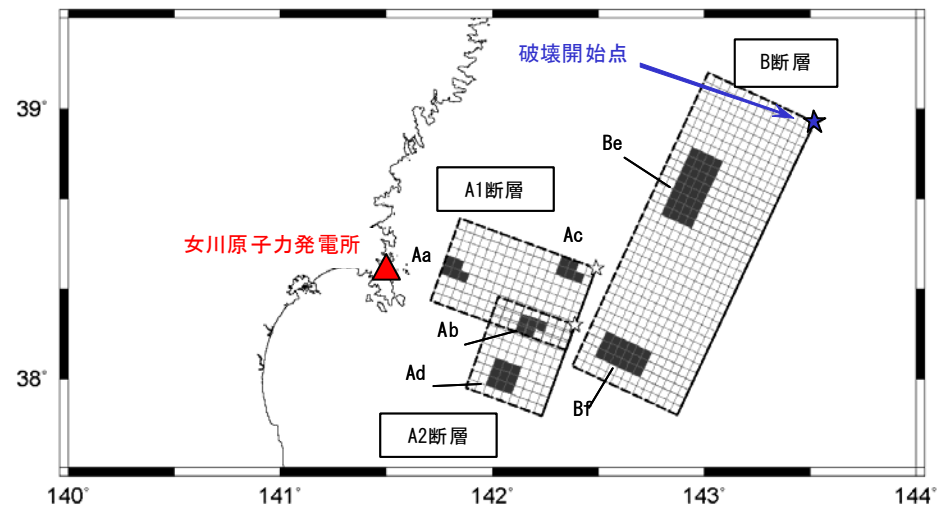 破壊開始点
B断層
39°
Be
A1断層
女川原子力発電所
Aa
Ac
Ab
Ad
38°
Bf
A2断層
140°
141°
142°
143°
144°